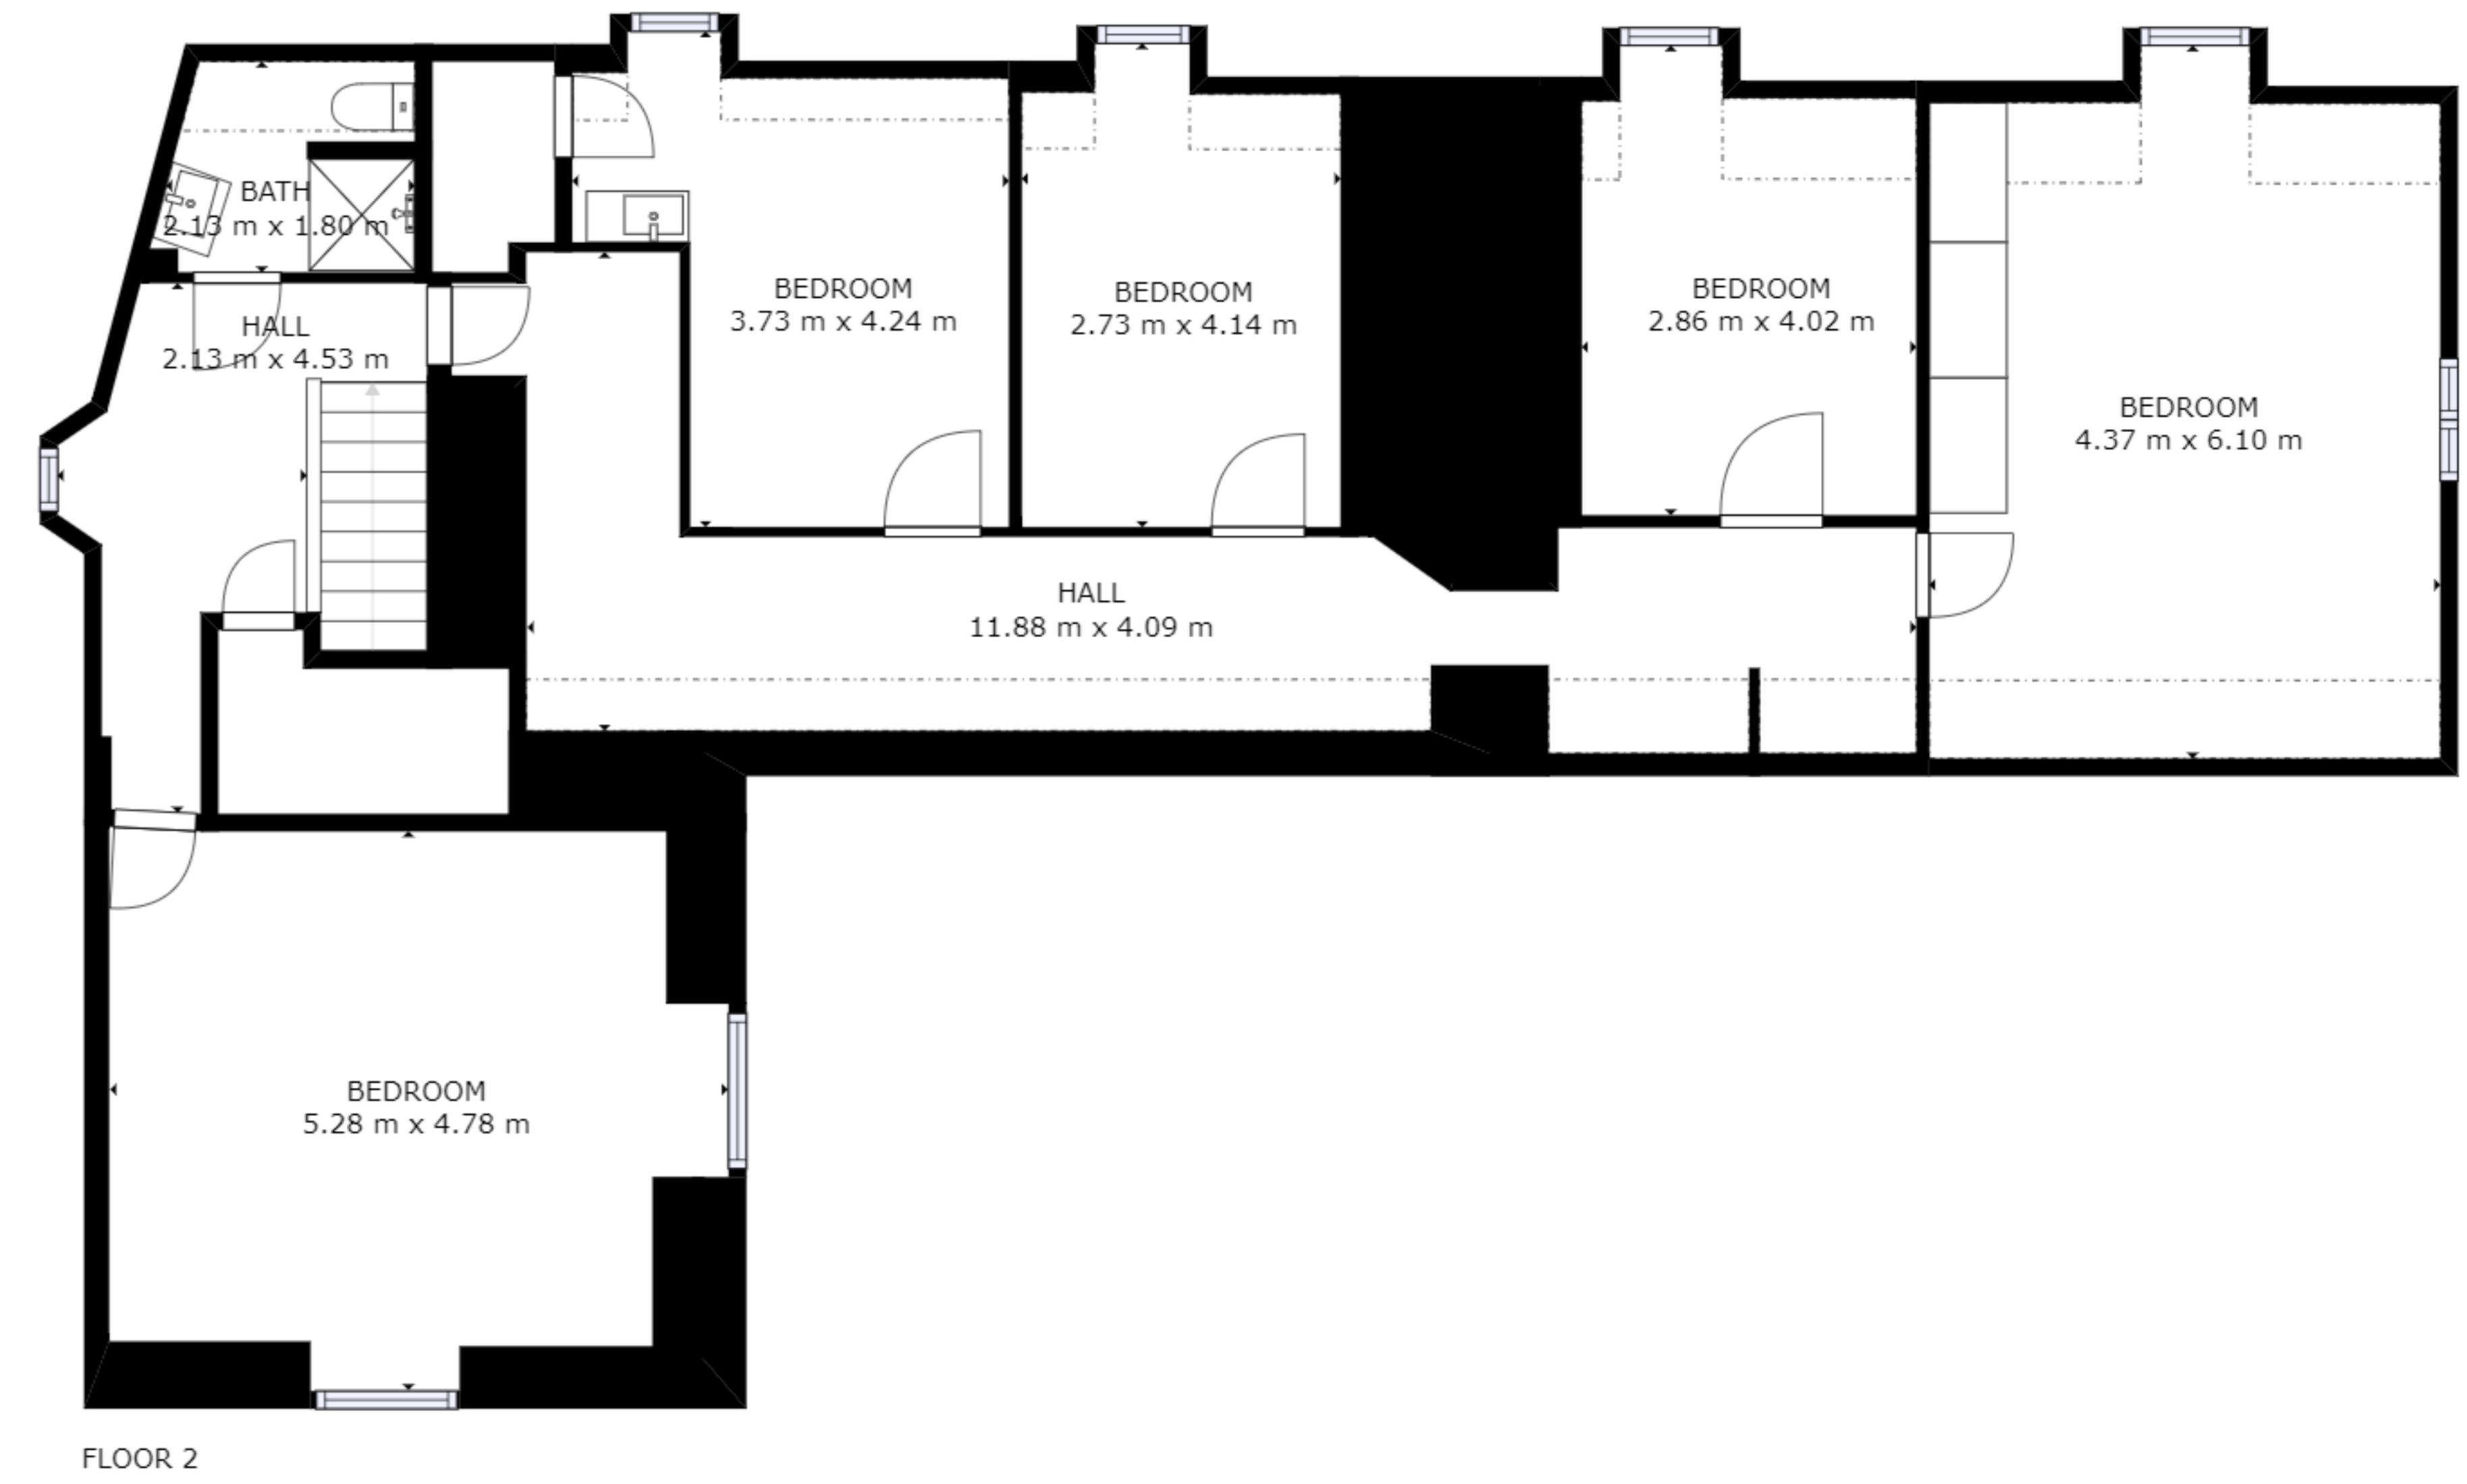 BATH
2.13 m x 1.80 m
HALL
2.13 m x 4.53 m
BEDROOM
3.73 m x 4.24 m
BEDROOM
2.73 m x 4.14 m
BEDROOM
2.86 m x 4.02 m
BEDROOM
4.37 m x 6.10 m
HALL
11.88 m x 4.09 m
BEDROOM
5.28 m x 4.78 m
FLOOR 2